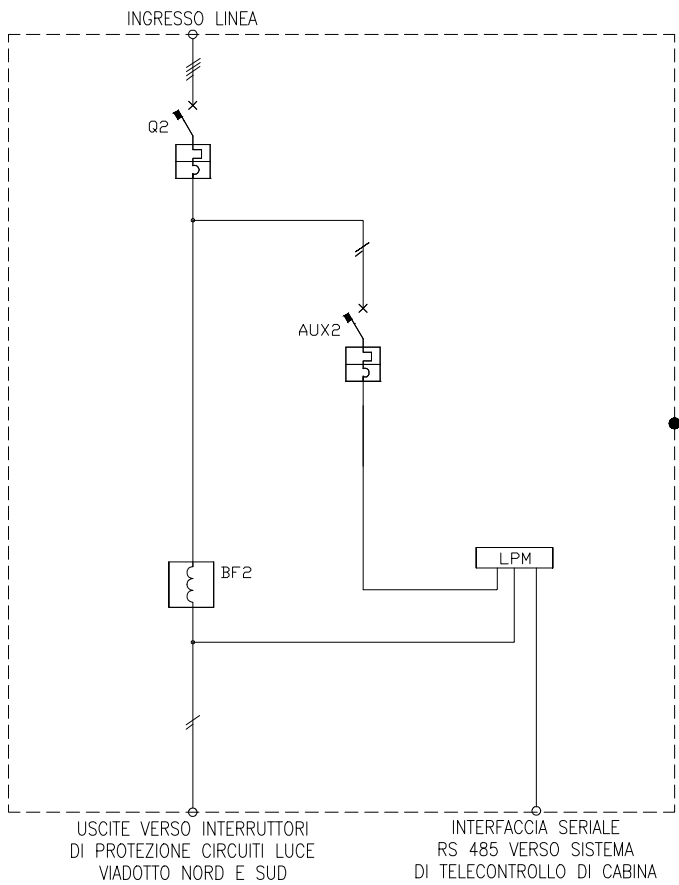 INGRESSO LINEA
Q2
AUX2
BF2
LPM
USCITE VERSO INTERRUTTORI
DI PROTEZIONE CIRCUITI LUCE
VIADOTTO NORD E SUD
INTERFACCIA SERIALE
RS 485 VERSO SISTEMA
DI TELECONTROLLO DI CABINA